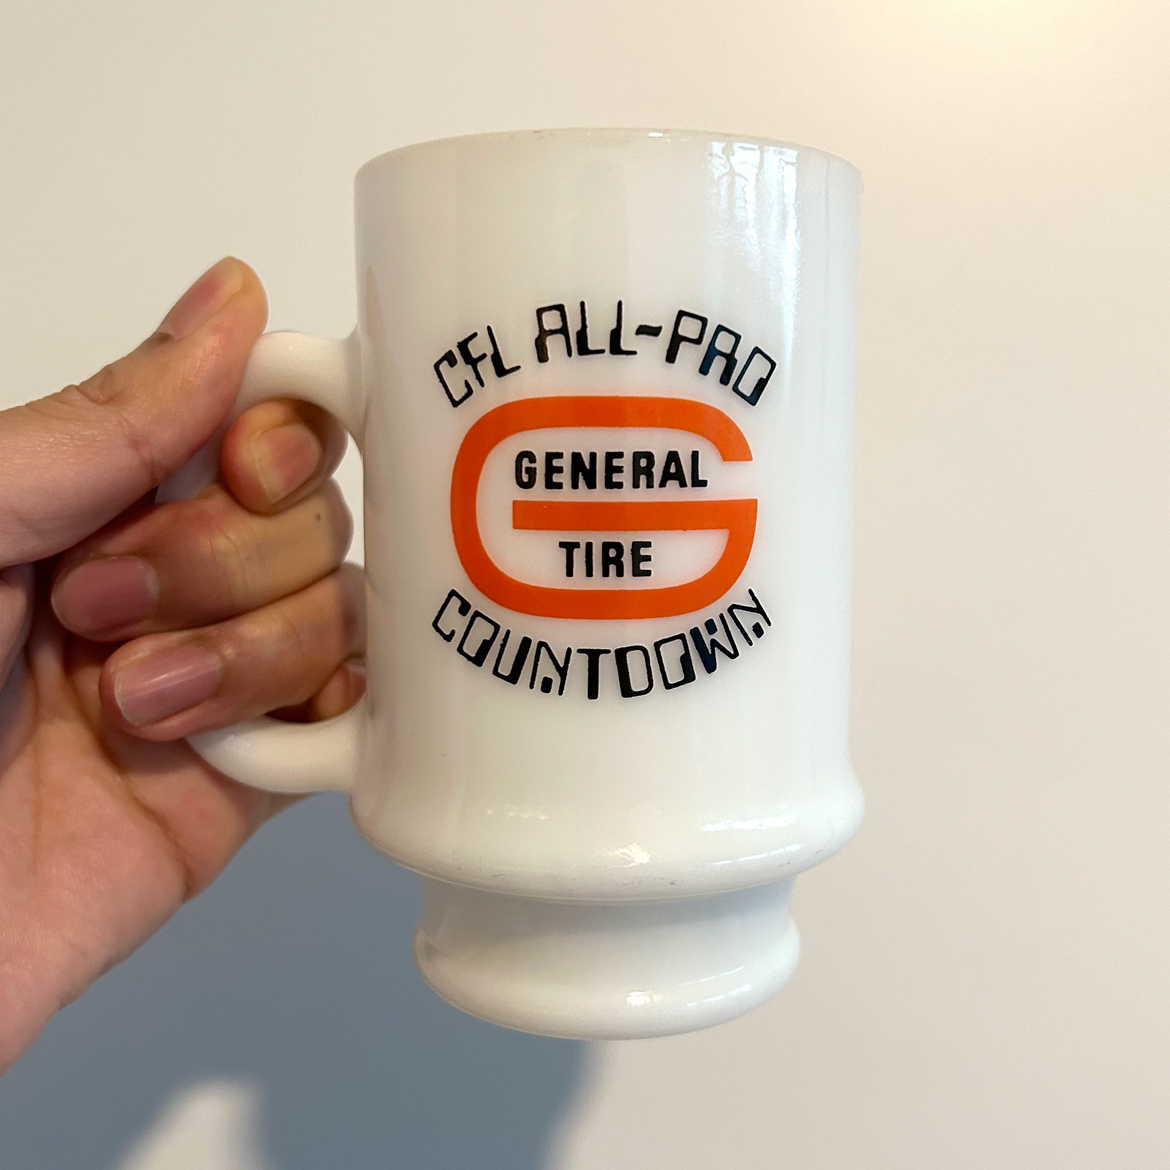 CFL ALL-PRO
GENERAL
TIRE
COUNTDOWN